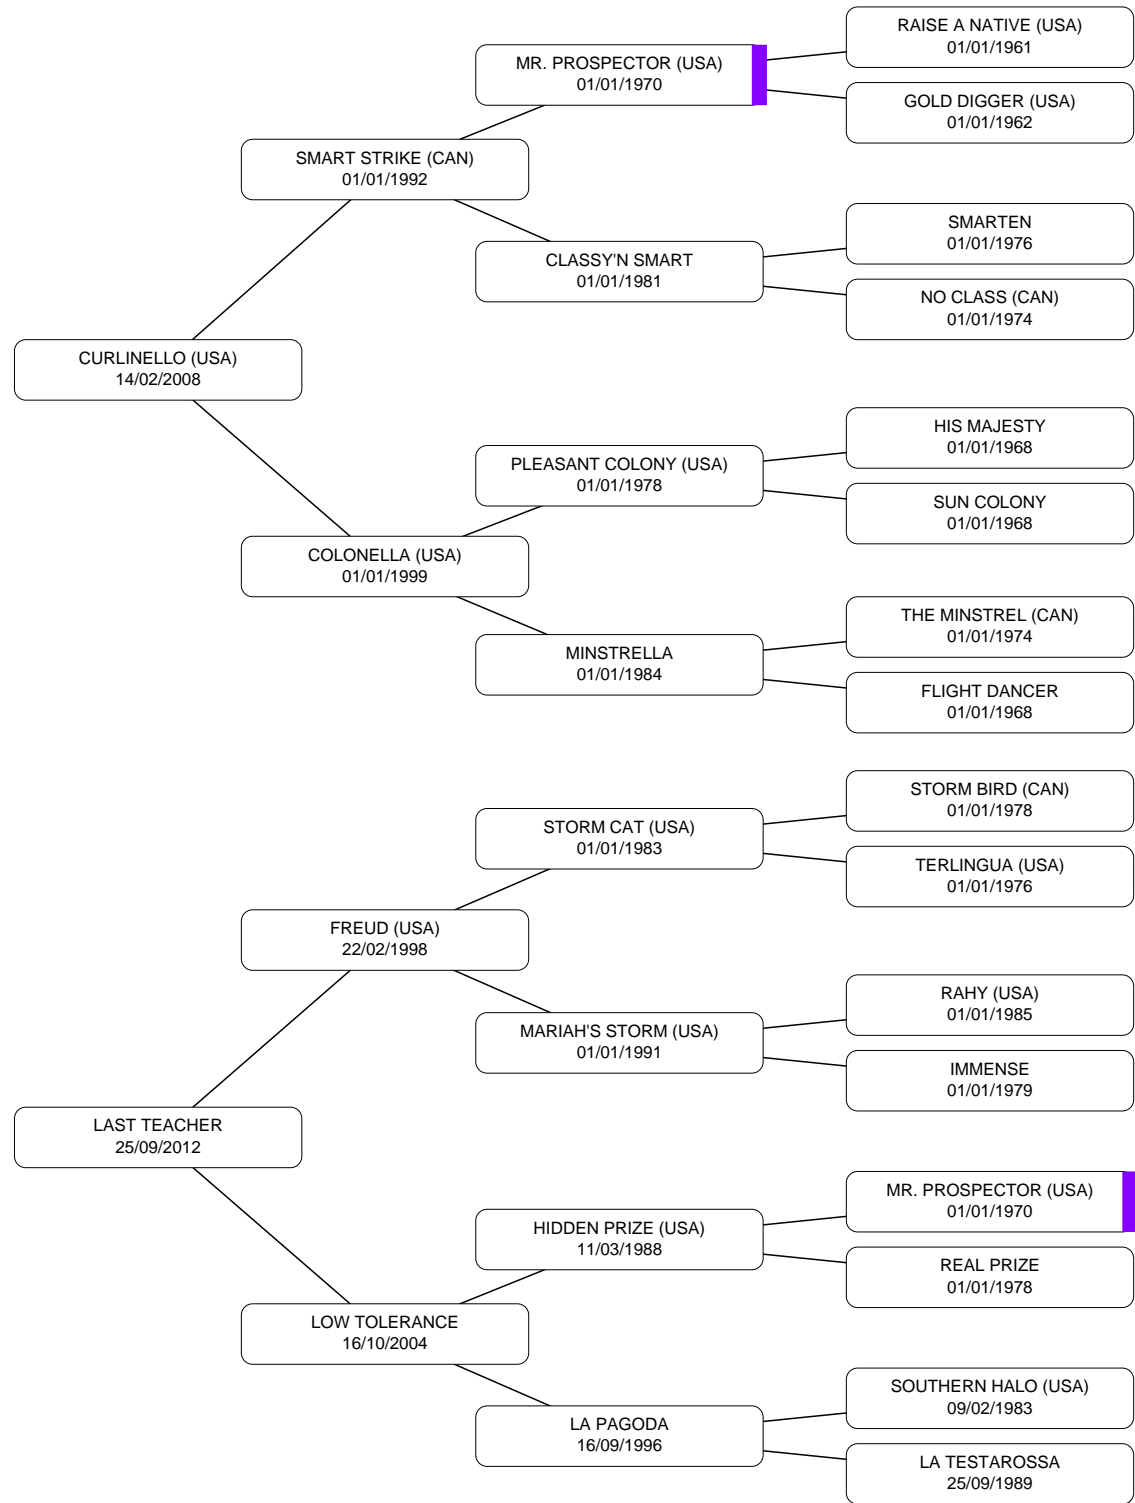 RAISE A NATIVE (USA)
01/01/1961
MR. PROSPECTOR (USA)
01/01/1970
GOLD DIGGER (USA)
01/01/1962
SMART STRIKE (CAN)
01/01/1992
SMARTEN
01/01/1976
CLASSY'N SMART
01/01/1981
NO CLASS (CAN)
01/01/1974
CURLINELLO (USA)
14/02/2008
HIS MAJESTY
01/01/1968
PLEASANT COLONY (USA)
01/01/1978
SUN COLONY
01/01/1968
COLONELLA (USA)
01/01/1999
THE MINSTREL (CAN)
01/01/1974
MINSTRELLA
01/01/1984
FLIGHT DANCER
01/01/1968
STORM BIRD (CAN)
01/01/1978
STORM CAT (USA)
01/01/1983
TERLINGUA (USA)
01/01/1976
FREUD (USA)
22/02/1998
RAHY (USA)
01/01/1985
MARIAH'S STORM (USA)
01/01/1991
IMMENSE
01/01/1979
LAST TEACHER
25/09/2012
MR. PROSPECTOR (USA)
01/01/1970
HIDDEN PRIZE (USA)
11/03/1988
REAL PRIZE
01/01/1978
LOW TOLERANCE
16/10/2004
SOUTHERN HALO (USA)
09/02/1983
LA PAGODA
16/09/1996
LA TESTAROSSA
25/09/1989